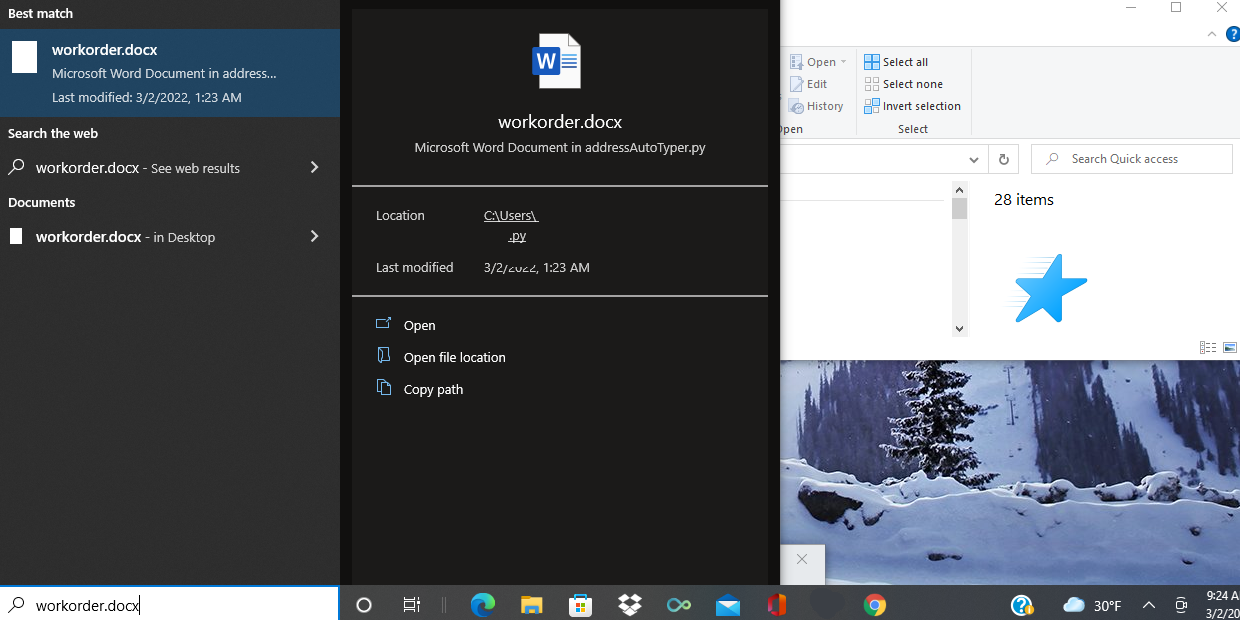 Best match
workorder.docx
Microsoft Word Document in address...
Last modified: 3/2/2022, 1:23 AM
Search the web
workorder.docx - See web results
Documents
workorder.docx - in Desktop
workorder.docx
W
workorder.docx
Microsoft Word Document in addressAutoTyper.py
Location
C:\Users\
.py
Last modified
3/2/2022, 1:23 AM
Open
Open file location
Copy path
Open
Edit
History
Select all
Select none
Invert selection
Select
Search Quick access
28 items
30°F
9:24
3/2/20